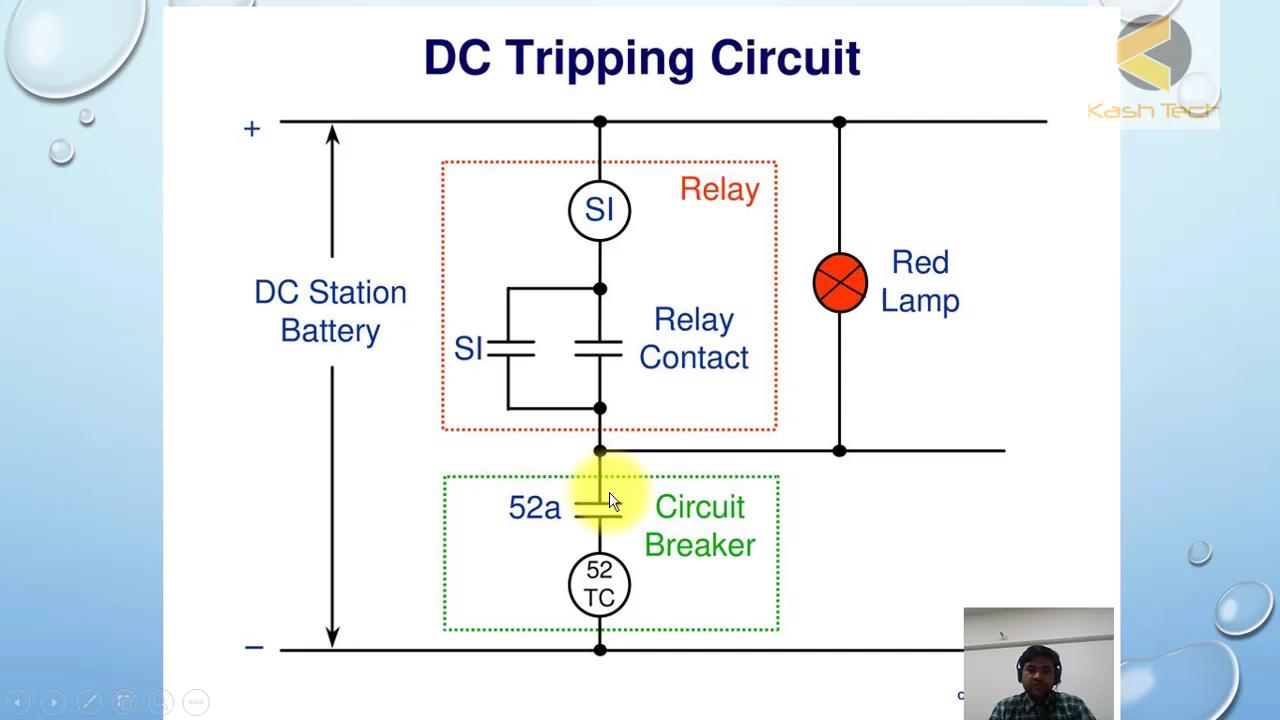 DC Tripping Circuit
Kash Tech
+
SI
Relay
DC Station
Battery
Red
Lamp
SI
Relay
Contact
52a
Circuit
Breaker
52
TC
−